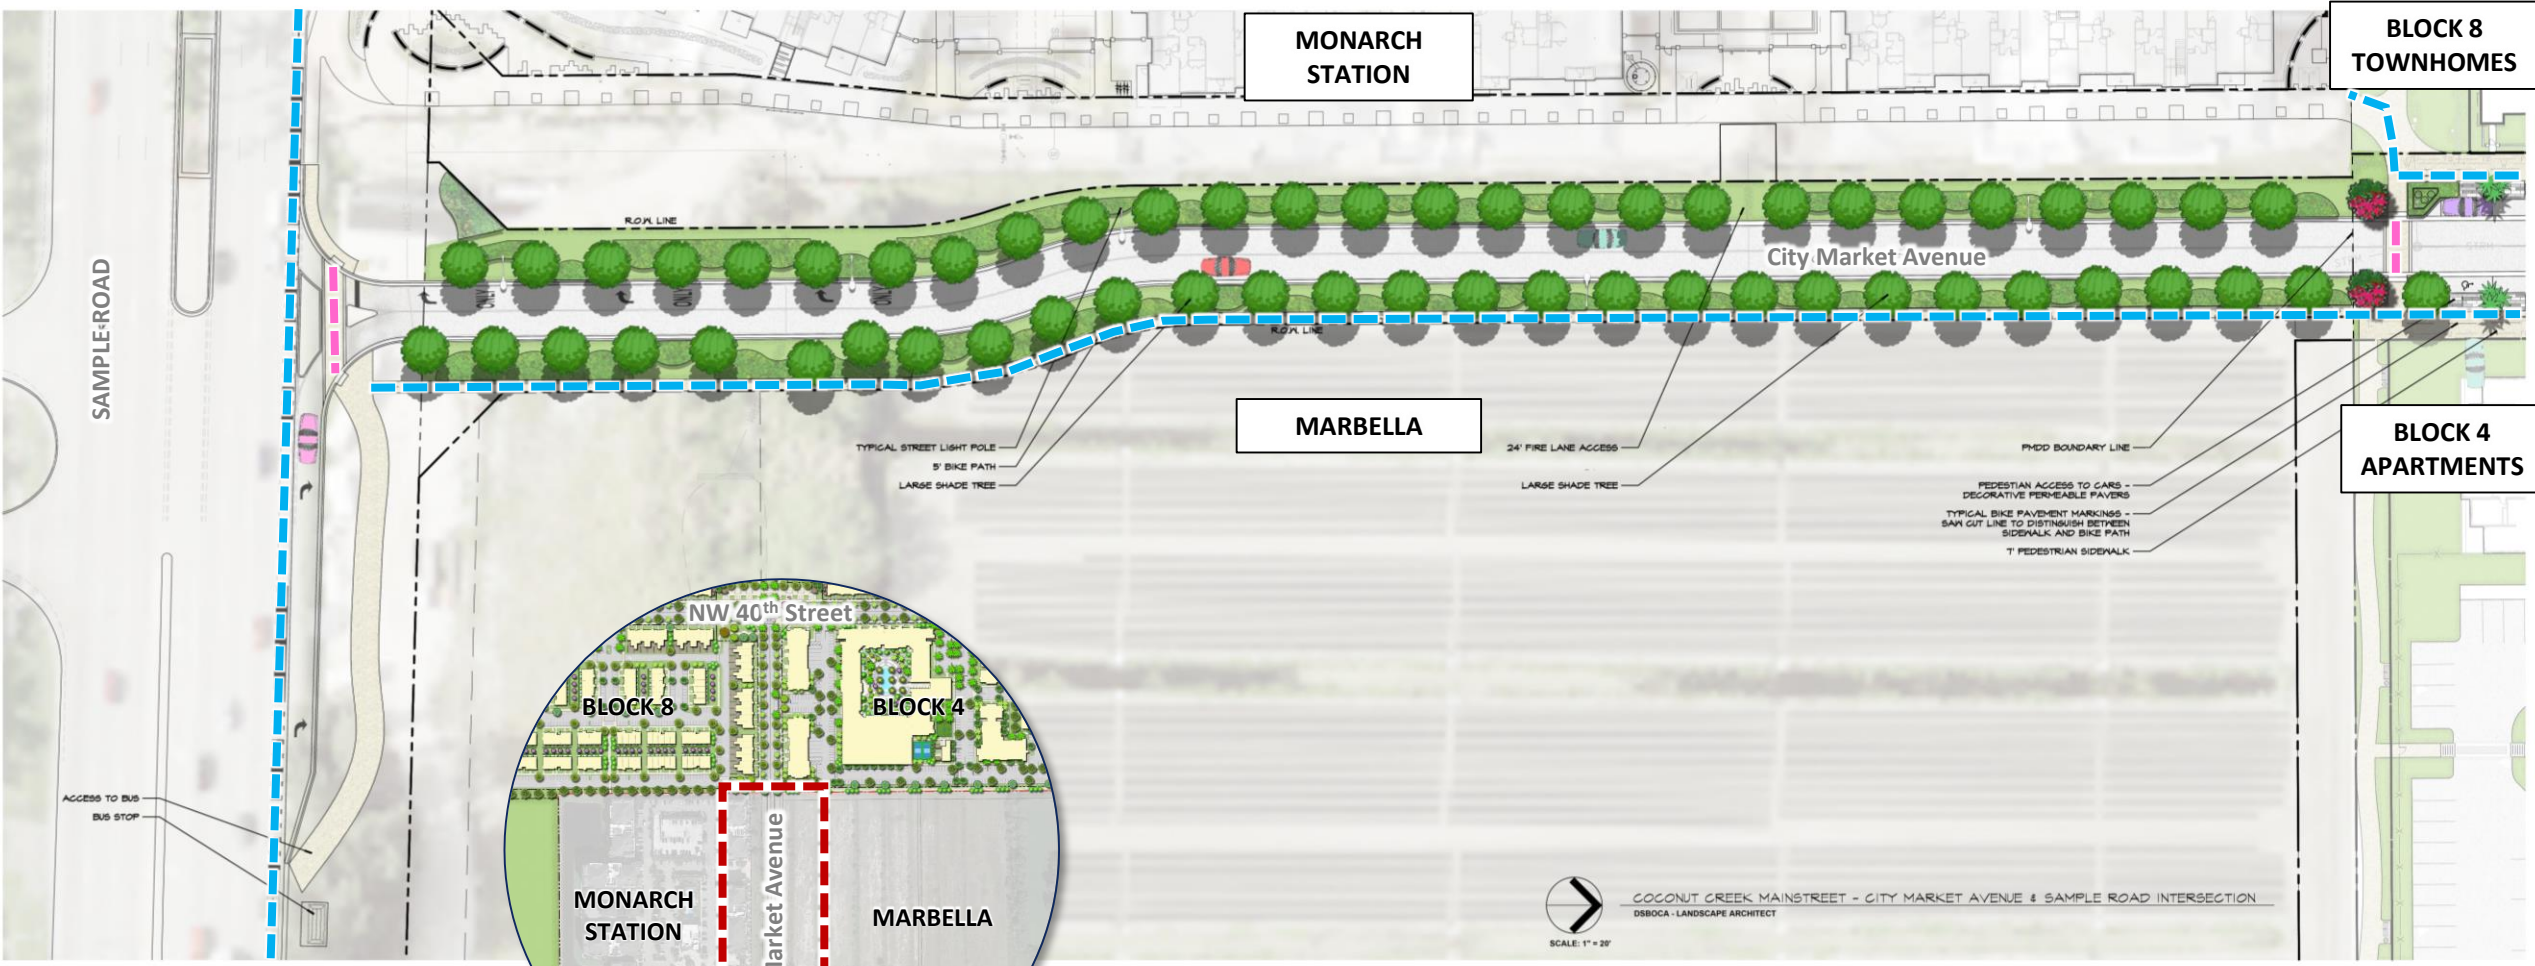 MONARCH
STATION
BLOCK 8
TOWNHOMES
R.O.W. LINE
SAMPLE ROAD
City Market Avenue
ONLY
ONLY
ONLY
R.O.W. LINE
MARBELLA
BLOCK 4
APARTMENTS
TYPICAL STREET LIGHT POLE
5' BIKE PATH
LARGE SHADE TREE
24' FIRE LANE ACCESS
LARGE SHADE TREE
PMDD BOUNDARY LINE
PEDESTIAN ACCESS TO CARS -
DECORATIVE PERMEABLE PAVERS
TYPICAL BIKE PAVEMENT MARKINGS -
SAW CUT LINE TO DISTINGUISH BETWEEN
SIDEWALK AND BIKE PATH
7' PEDESTRIAN SIDEWALK
NW 40th Street
BLOCK 8
BLOCK 4
ACCESS TO BUS
BUS STOP
MONARCH
STATION
Market Avenue
MARBELLA
COCONUT CREEK MAINSTREET - CITY MARKET AVENUE & SAMPLE ROAD INTERSECTION
DSBOCA - LANDSCAPE ARCHITECT
SCALE: 1" = 20'